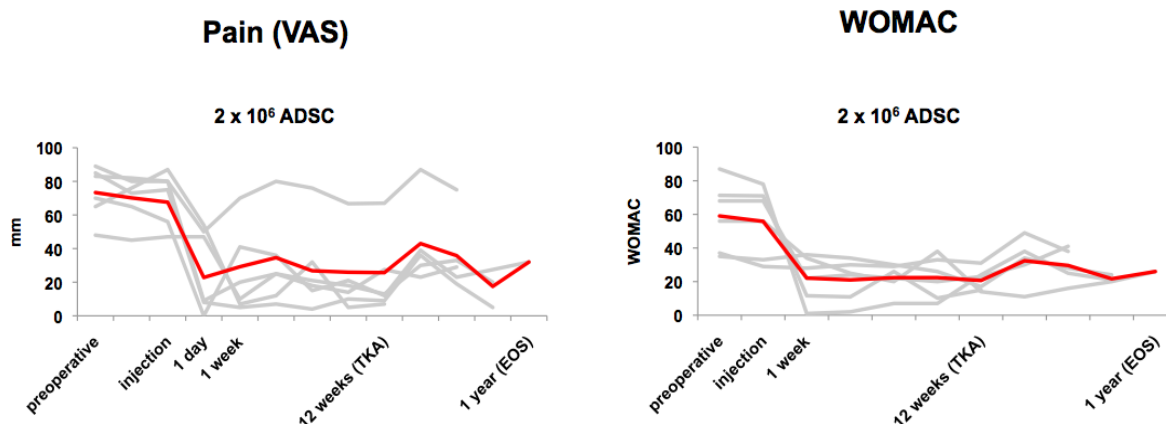 Pain (VAS)
2 x 10⁶ ADSC
mm
100
80
60
40
20
0
preoperative
injection
1 day
1 week
12 weeks (TKA)
1 year (EOS)
WOMAC
2 x 10⁶ ADSC
WOMAC
100
80
60
40
20
0
preoperative
injection
1 week
12 weeks (TKA)
1 year (EOS)